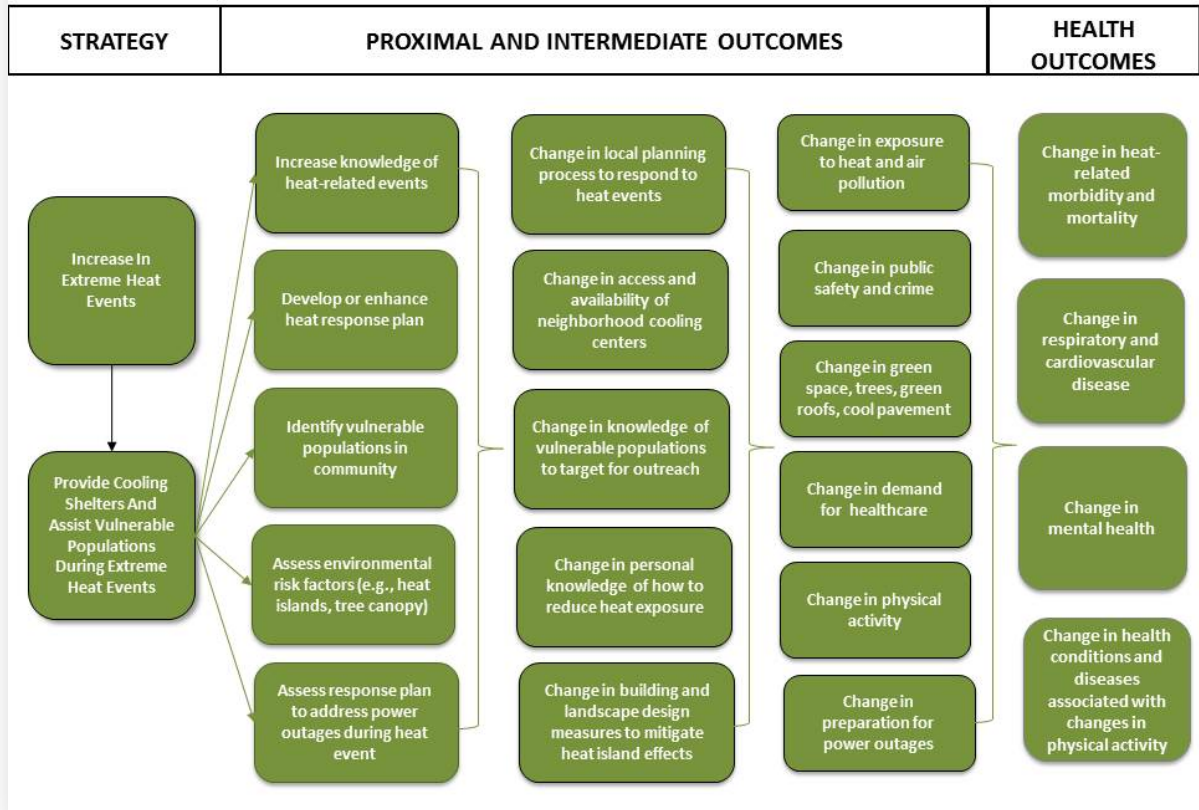 STRATEGY
PROXIMAL AND INTERMEDIATE OUTCOMES
HEALTH
OUTCOMES
Increase In
Extreme Heat
Events
Provide Cooling
Shelters And
Assist Vulnerable
Populations
During Extreme
Heat Events
Increase knowledge of
heat-related events
Develop or enhance
heat response plan
Identify vulnerable
populations in
community
Assess environmental
risk factors (e.g., heat
islands, tree canopy)
Assess response plan
to address power
outages during heat
event
Change in local planning
process to respond to
heat events
Change in access and
availability of
neighborhood cooling
centers
Change in knowledge of
vulnerable populations
to target for outreach
Change in personal
knowledge of how to
reduce heat exposure
Change in building and
landscape design
measures to mitigate
heat island effects
Change in exposure
to heat and air
pollution
Change in public
safety and crime
Change in green
space, trees, green
roofs, cool pavement
Change in demand
for healthcare
Change in physical
activity
Change in
preparation for
power outages
Change in heat-
related
morbidity and
mortality
Change in
respiratory and
cardiovascular
disease
Change in
mental health
Change in health
conditions and
diseases
associated with
changes in
physical activity